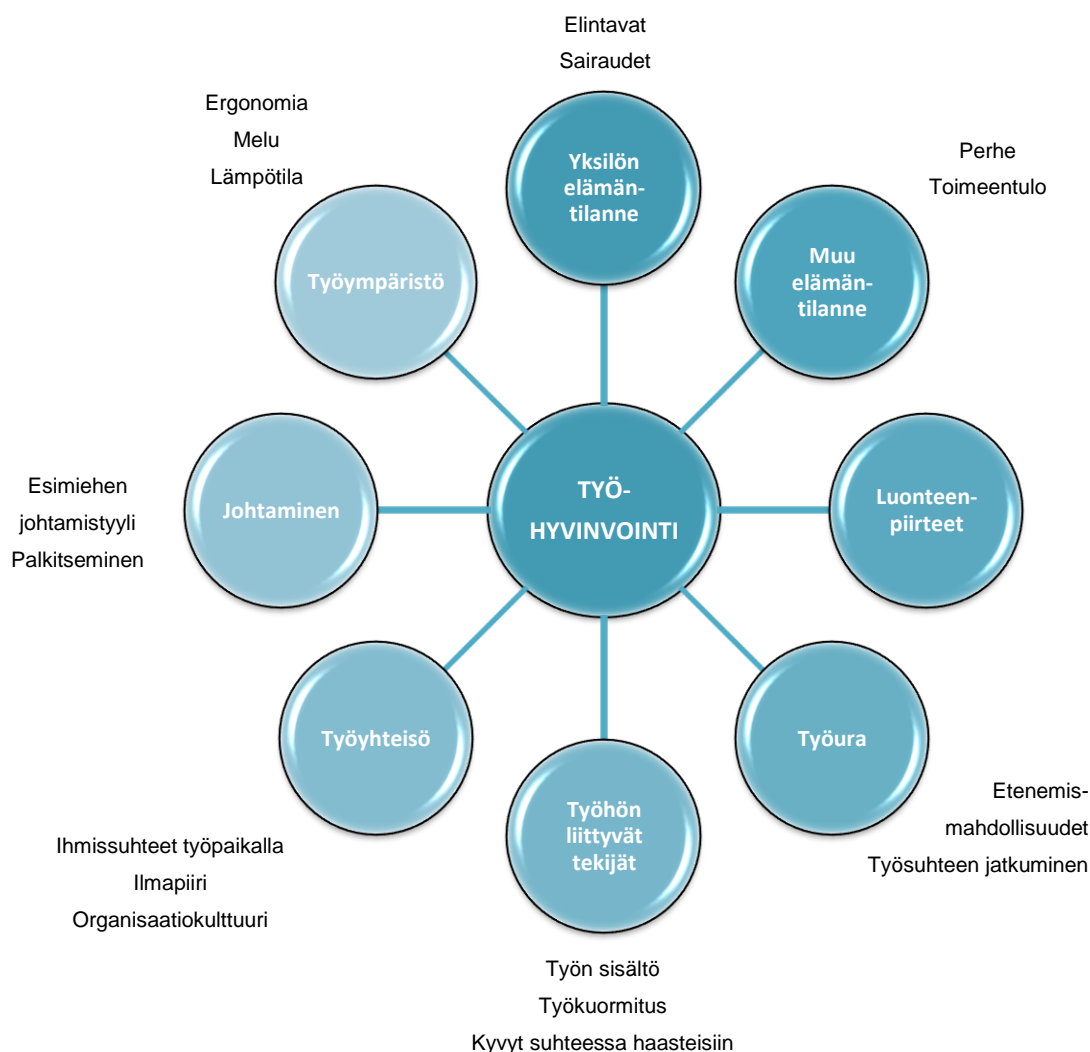 Elintavat
Sairaudet
Yksilön
elämän-
tilanne
Perhe
Toimeentulo
Muu
elämän-
tilanne
Luonteen-
piirteet
Työura
Etenemis-
mahdollisuudet
Työsuhteen jatkuminen
Työhön
liittyvät
tekijät
Työn sisältö
Työkuormitus
Kyvyt suhteessa haasteisiin
Työyhteisö
Ihmissuhteet työpaikalla
Ilmapiiri
Organisaatiokulttuuri
Johtaminen
Esimiehen
johtamistyyli
Palkitseminen
Työympäristö
Ergonomia
Melu
Lämpötila
TYÖ-
HYVINVOINTI